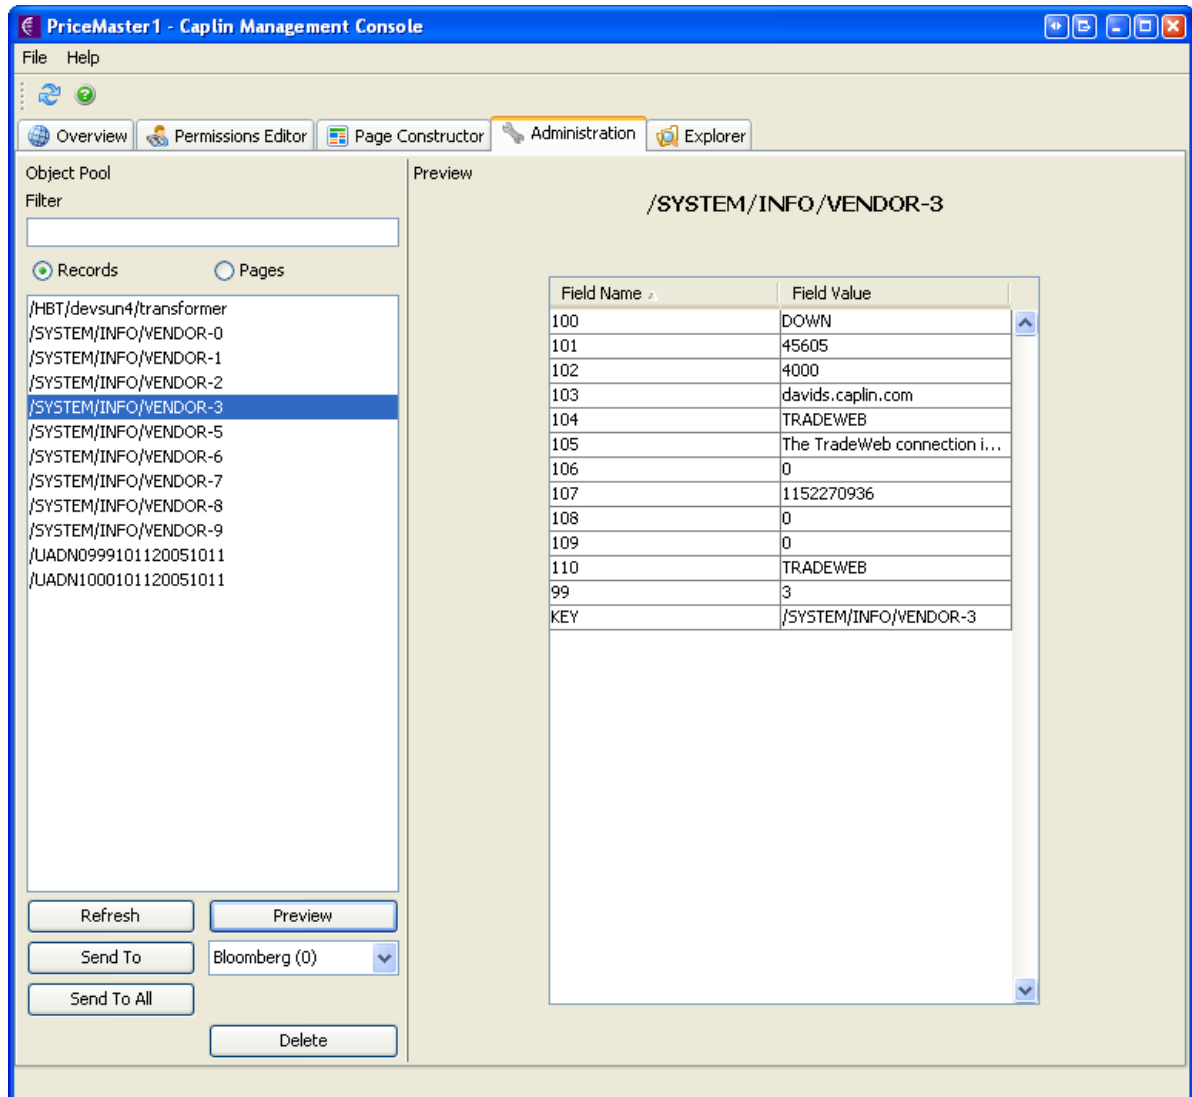 PriceMaster1 - Caplin Management Console
File Help
Overview Permissions Editor Page Constructor Administration Explorer
Object Pool
Filter
Records Pages
/HBT/devsun4/transformer
/SYSTEM/INFO/VENDOR-0
/SYSTEM/INFO/VENDOR-1
/SYSTEM/INFO/VENDOR-2
/SYSTEM/INFO/VENDOR-3
/SYSTEM/INFO/VENDOR-5
/SYSTEM/INFO/VENDOR-6
/SYSTEM/INFO/VENDOR-7
/SYSTEM/INFO/VENDOR-8
/SYSTEM/INFO/VENDOR-9
/UADN0999101120051011
/UADN1000101120051011
Refresh Preview
Send To Bloomberg (0)
Send To All
Delete
Preview
/SYSTEM/INFO/VENDOR-3
Field Name Field Value
100 DOWN
101 45605
102 4000
103 davids.caplin.com
104 TRADEWEB
105 The TradeWeb connection i...
106 0
107 1152270936
108 0
109 0
110 TRADEWEB
99 3
KEY /SYSTEM/INFO/VENDOR-3